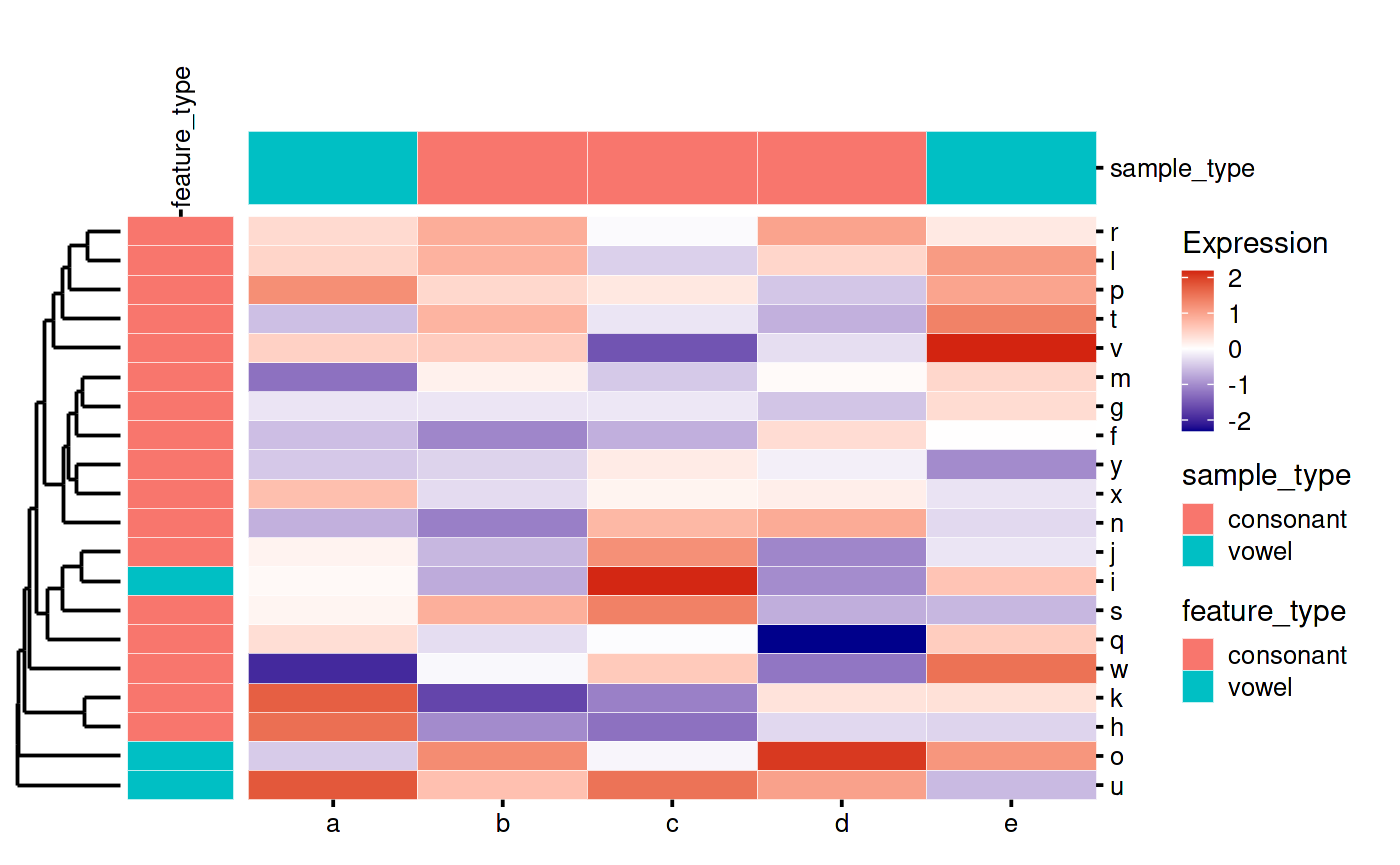 feature_type
sample_type
r
l
p
t
v
m
g
f
y
x
n
j
i
s
q
w
k
h
o
u
a b c d e
Expression
2
1
0
-1
-2
sample_type
consonant
vowel
feature_type
consonant
vowel